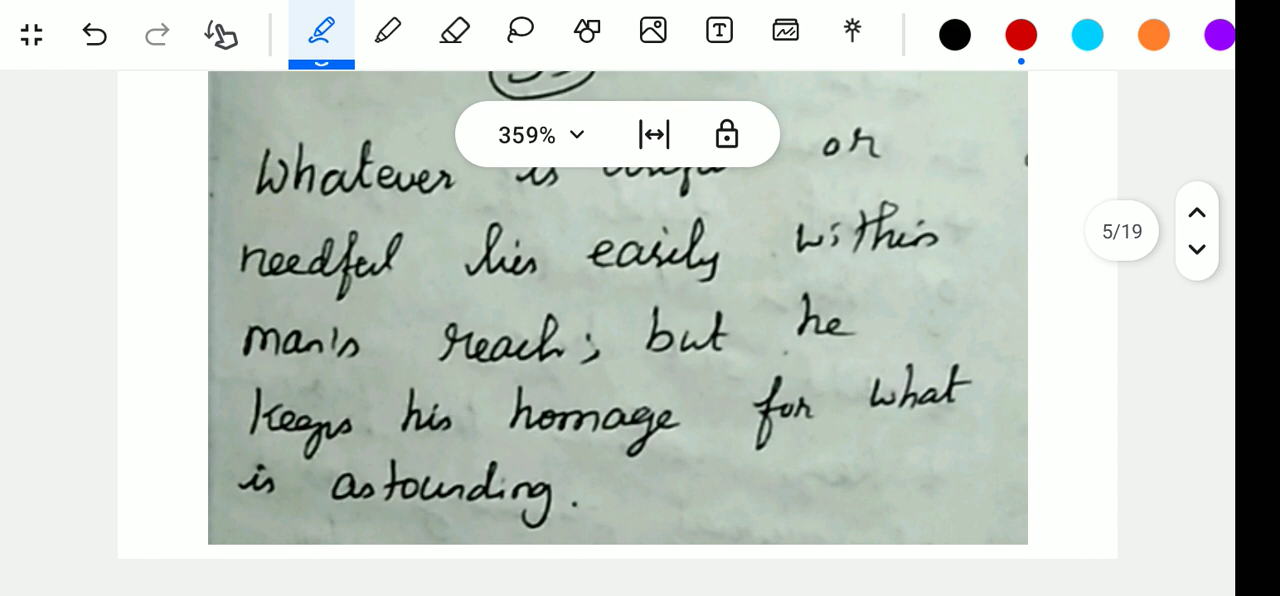 359%
Whatever is or
needful lies easily within
5/19
man's reach; but he
keeps his homage for what
is astounding.